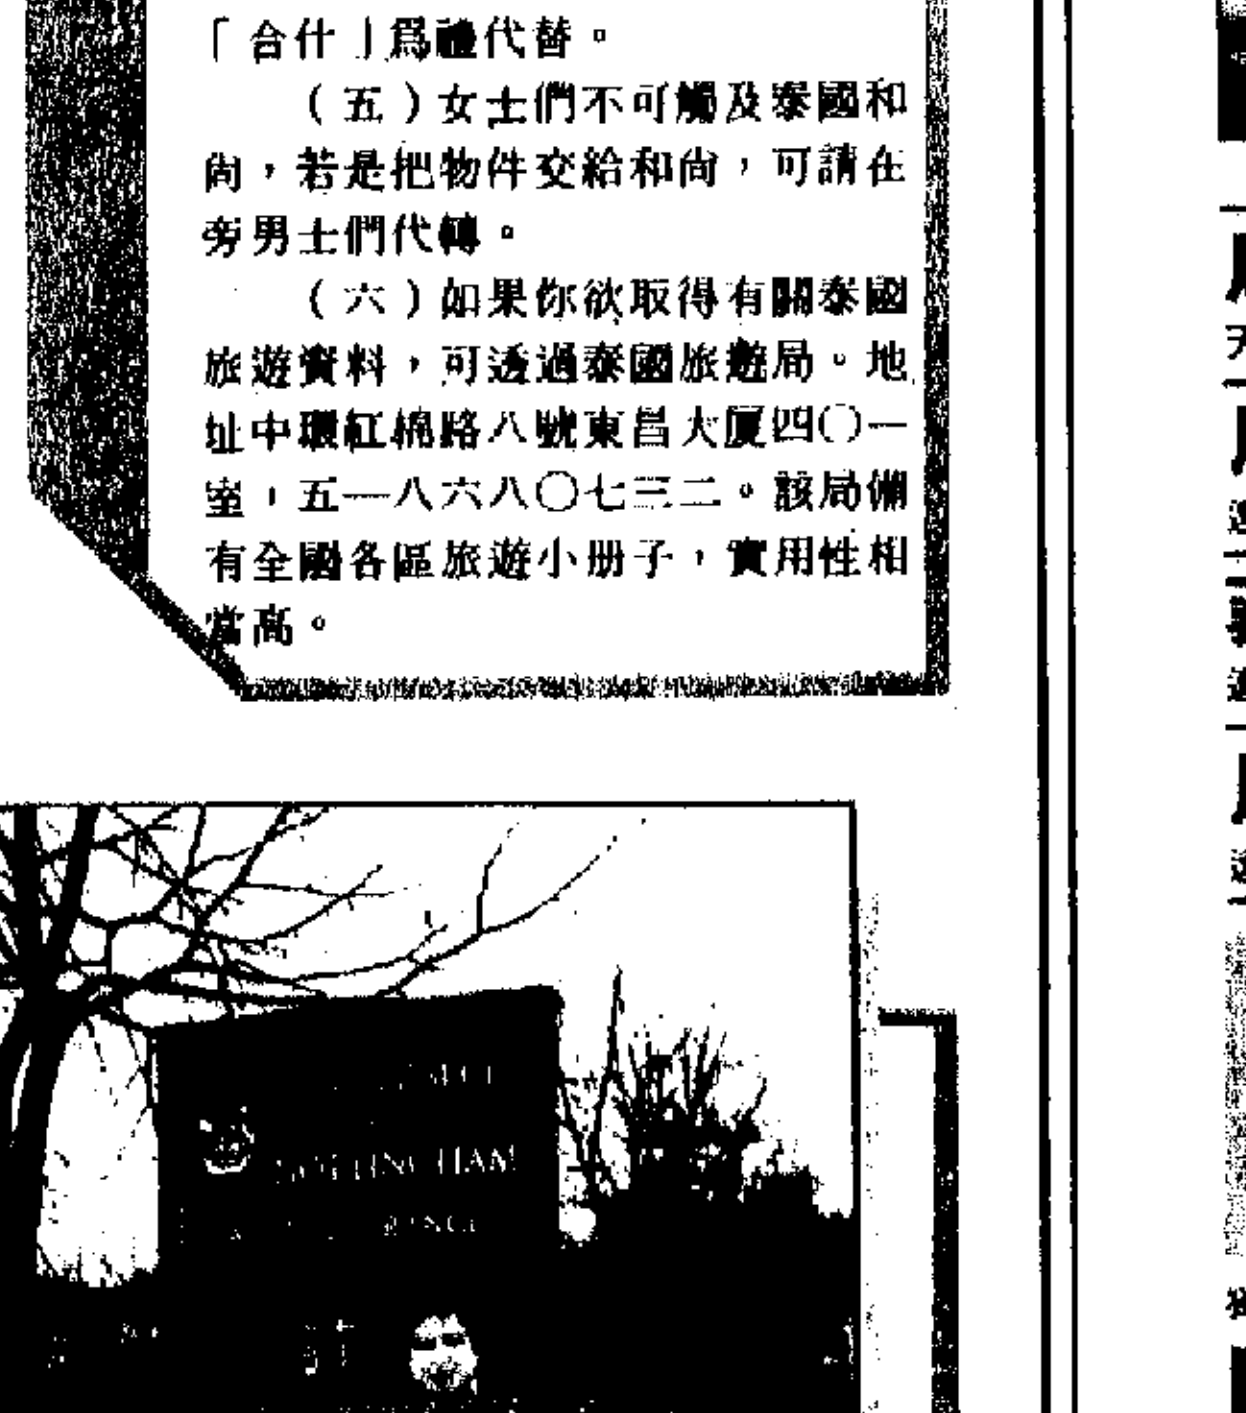 「合什」爲禮代替。
（五）女士們不可觸及泰國和
尙，若是把物件交給和尙，可請在
旁男士們代轉。
（六）如果你欲取得有關泰國
旅遊資料，可透過泰國旅遊局。地
址中環紅棉路八號東昌大厦四〇一
室，五—八六八〇七三二。該局備
有全國各區旅遊小册子，實用性相
當高。
NOTTINGHAM